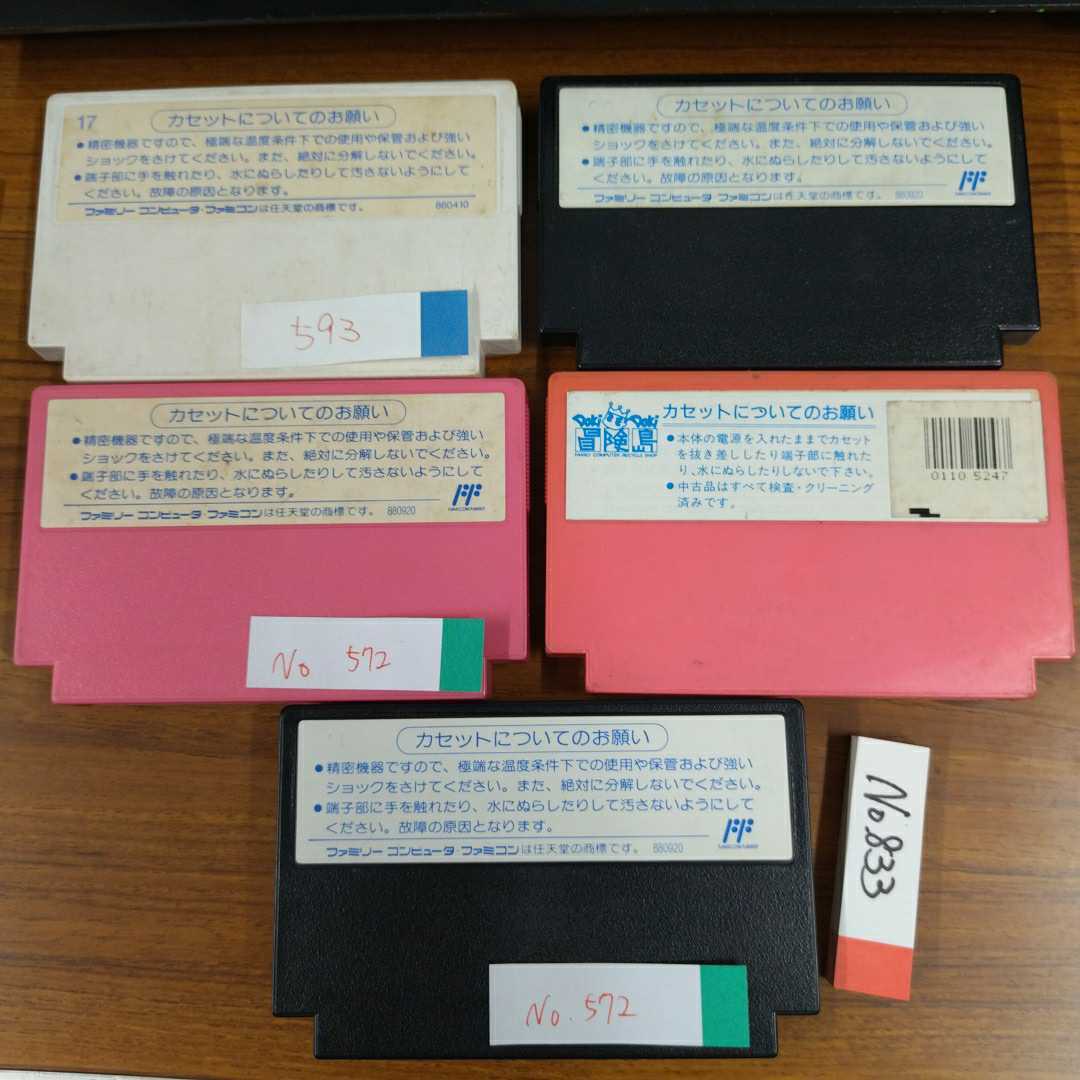 17
カセットについてのお願い
●精密機器ですので、極端な温度条件下での使用や保管および強い
ショックをさけてください。また、絶対に分解しないでください。
●端子部に手を触れたり、水にぬらしたりして汚さないようにして
ください。故障の原因となります。
ファミリーコンピュータ・ファミコンは任天堂の商標です。 860410
593
カセットについてのお願い
●精密機器ですので、極端な温度条件下での使用や保管および強い
ショックをさけてください。また、絶対に分解しないでください。
●端子部に手を触れたり、水にぬらしたりして汚さないようにして
ください。故障の原因となります。
ファミリーコンピュータ・ファミコンは任天堂の商標です。 880920
FF
カセットについてのお願い
●精密機器ですので、極端な温度条件下での使用や保管および強い
ショックをさけてください。また、絶対に分解しないでください。
●端子部に手を触れたり、水にぬらしたりして汚さないようにして
ください。故障の原因となります。
ファミリーコンピュータ・ファミコンは任天堂の商標です。 880920
FF
No 572
Doki Doki
冒険島
FAMILY COMPUTER RECYCLE SHOP
カセットについてのお願い
●本体の電源を入れたままでカセット
を抜き差ししたり端子部に触れた
り、水にぬらしたりしないで下さい。
●中古品はすべて検査・クリーニング
済みです。
0110 5247
カセットについてのお願い
●精密機器ですので、極端な温度条件下での使用や保管および強い
ショックをさけてください。また、絶対に分解しないでください。
●端子部に手を触れたり、水にぬらしたりして汚さないようにして
ください。故障の原因となります。
ファミリーコンピュータ・ファミコンは任天堂の商標です。 880920
FF
No.572
No.833